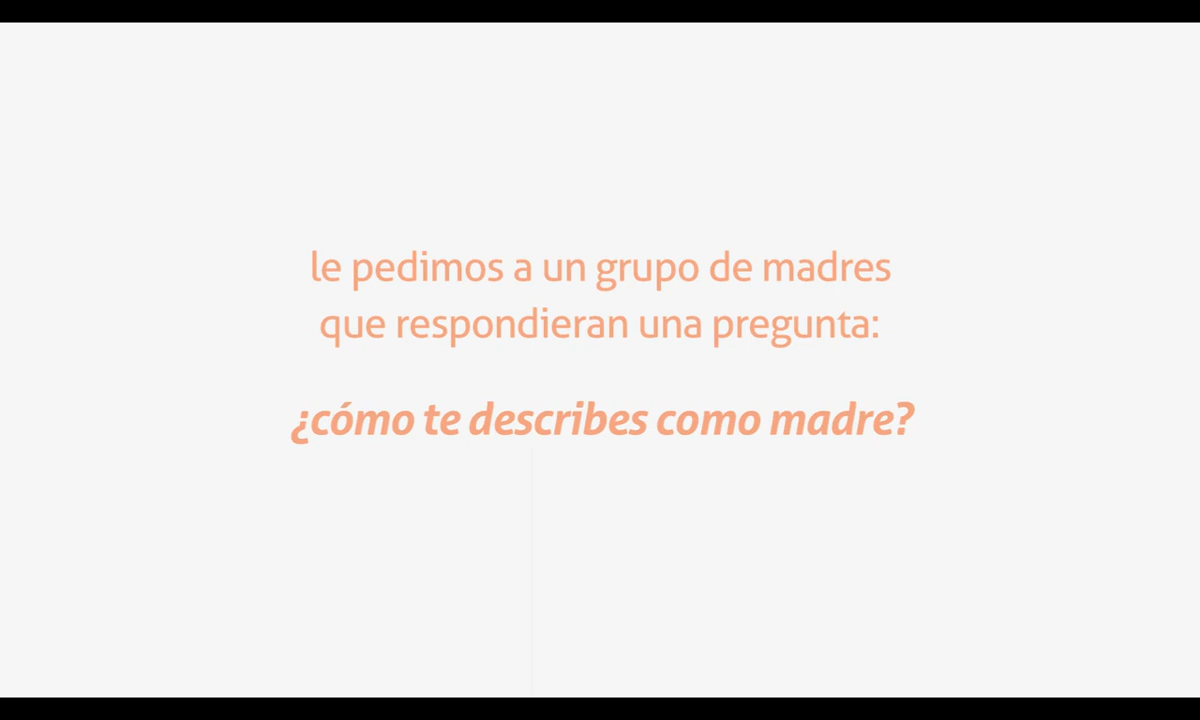 le pedimos a un grupo de madres
que respondieran una pregunta:
¿cómo te describes como madre?